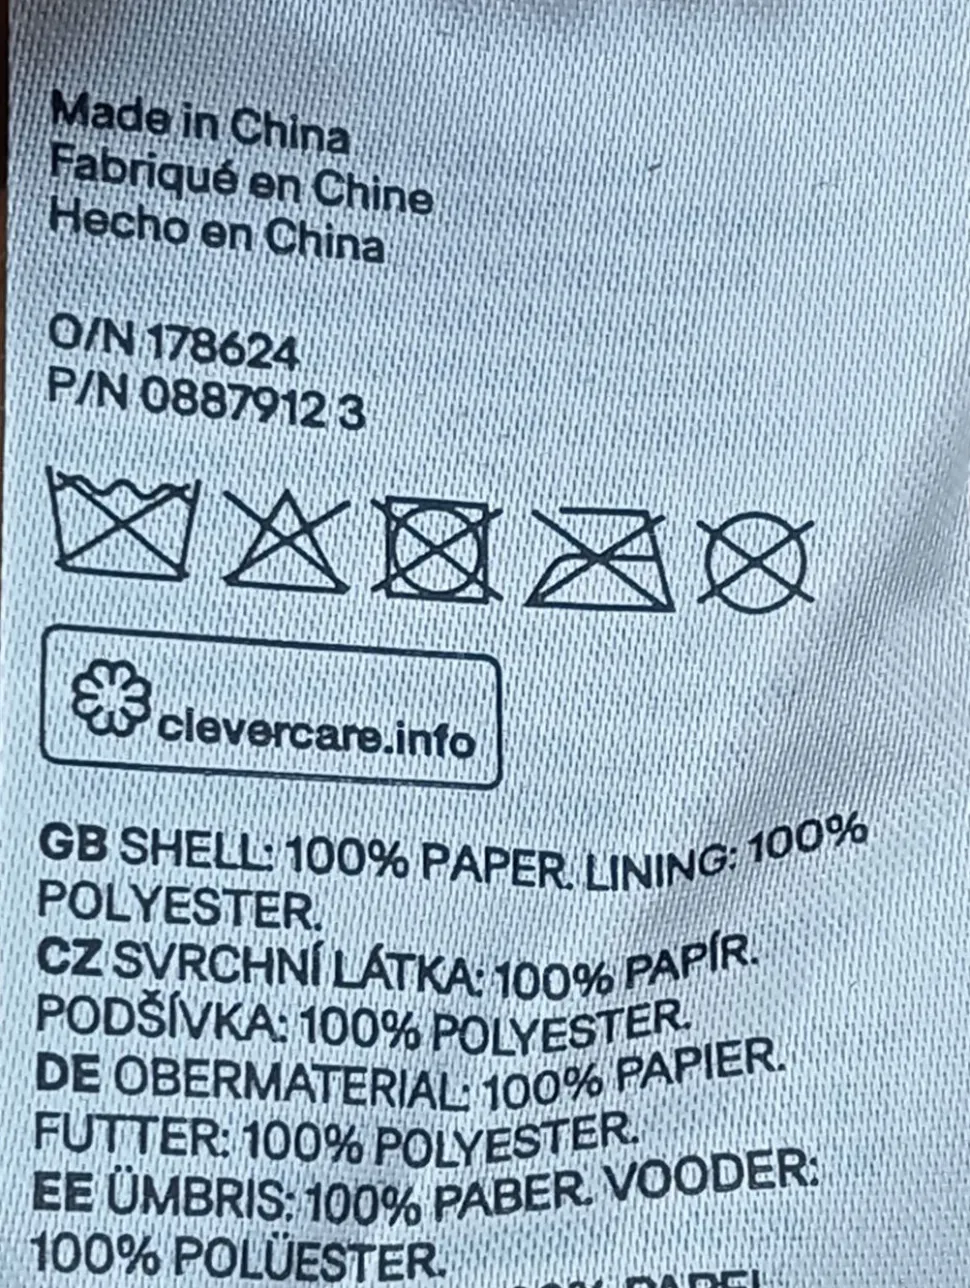 Made in China
Fabriqué en Chine
Hecho en China
O/N 178624
P/N 0887912 3
clevercare.info
GB SHELL: 100% PAPER. LINING: 100%
POLYESTER.
CZ SVRCHNÍ LÁTKA: 100% PAPÍR.
PODŠÍVKA: 100% POLYESTER.
DE OBERMATERIAL: 100% PAPIER.
FUTTER: 100% POLYESTER.
EE ÜMBRIS: 100% PABER. VOODER:
100% POLÜESTER.